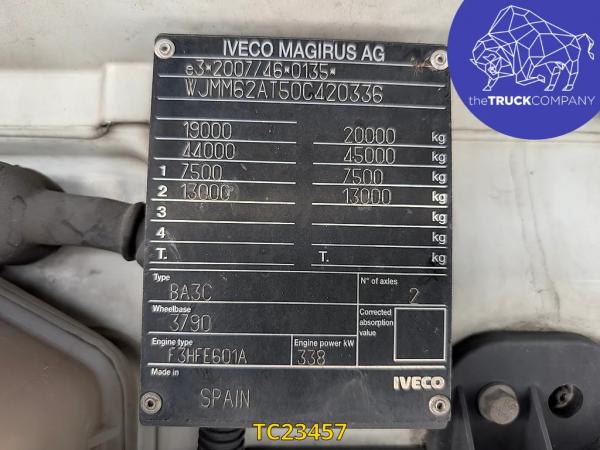 IVECO MAGIRUS AG
e3*2007/46*0135*
WJMM62AT50C420336
19000 20000 kg
44000 45000 kg
1 7500 7500 kg
2 13000 13000 kg
3 kg
4 kg
T. T. kg
Type N° of axles
BA3C 2
Wheelbase Corrected absorption value
3790
Engine type Engine power kW
F3HFE601A 338
Made in IVECO
SPAIN
theTRUCKCOMPANY
TC23457